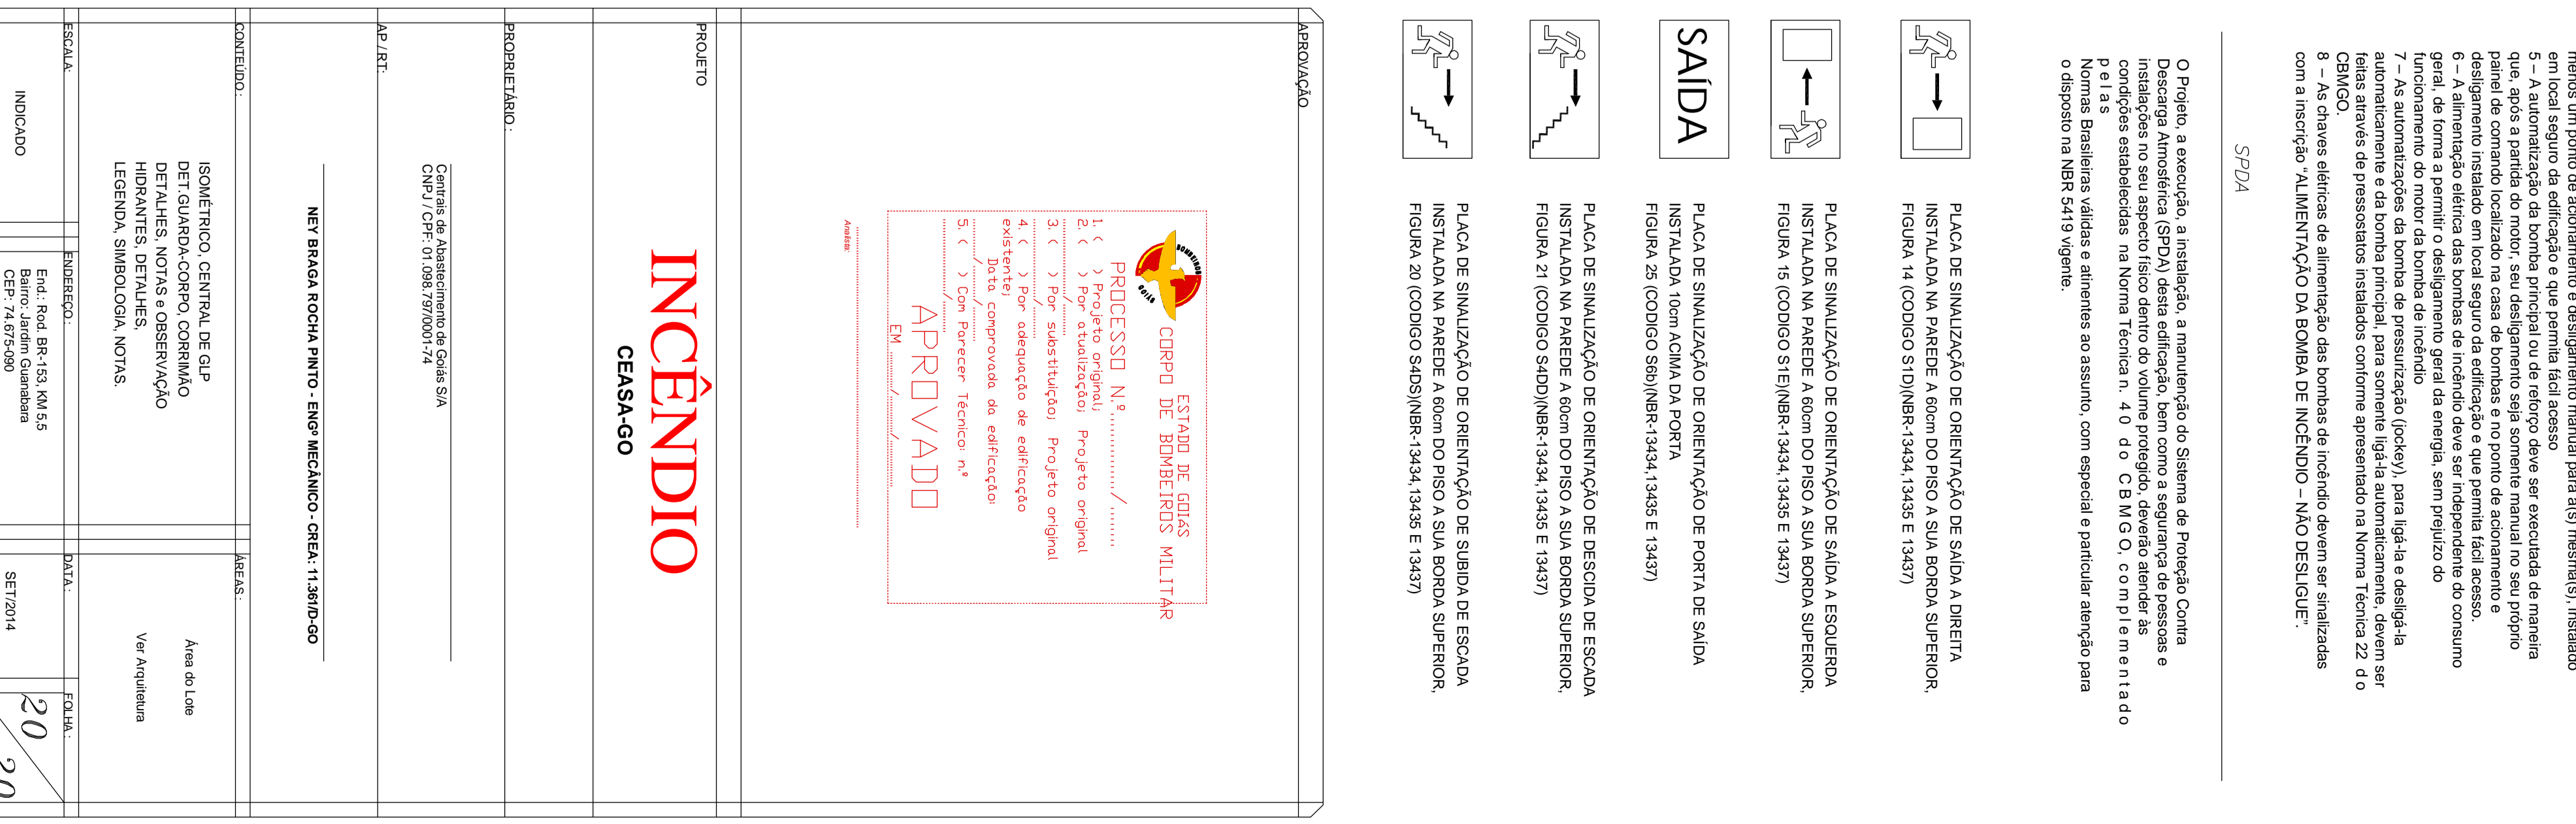 menos um ponto de acionamento e desligamento manual para a(s) mesma(s), instalado
em local seguro da edificação e que permita fácil acesso
5 – A automatização da bomba principal ou de reforço deve ser executada de maneira
que, após a partida do motor, seu desligamento seja somente manual no seu próprio
painel de comando localizado na casa de bombas e no ponto de acionamento e
desligamento instalado em local seguro da edificação e que permita fácil acesso.
6 – A alimentação elétrica das bombas de incêndio deve ser independente do consumo
geral, de forma a permitir o desligamento geral da energia, sem prejuízo do
funcionamento do motor da bomba de incêndio
7 – As automatizações da bomba de pressurização (jockey), para ligá-la e desligá-la
automaticamente e da bomba principal, para somente ligá-la automaticamente, devem ser
feitas através de pressostatos instalados conforme apresentado na Norma Técnica 22 d o
CBMGO.
8 – As chaves elétricas de alimentação das bombas de incêndio devem ser sinalizadas
com a inscrição “ALIMENTAÇÃO DA BOMBA DE INCÊNDIO – NÃO DESLIGUE”.
SPDA
O Projeto, a execução, a instalação, a manutenção do Sistema de Proteção Contra
Descarga Atmosférica (SPDA) desta edificação, bem como a segurança de pessoas e
instalações no seu aspecto físico dentro do volume protegido, deverão atender às
condições estabelecidas na Norma Técnica n. 4 0 d o C B M G O, c o m p l e m e n t a d o
p e l a s
Normas Brasileiras válidas e atinentes ao assunto, com especial e particular atenção para
o disposto na NBR 5419 vigente.
PLACA DE SINALIZAÇÃO DE ORIENTAÇÃO DE SAÍDA A DIREITA
INSTALADA NA PAREDE A 60cm DO PISO A SUA BORDA SUPERIOR,
FIGURA 14 (CODIGO S1D)(NBR-13434,13435 E 13437)
PLACA DE SINALIZAÇÃO DE ORIENTAÇÃO DE SAÍDA A ESQUERDA
INSTALADA NA PAREDE A 60cm DO PISO A SUA BORDA SUPERIOR,
FIGURA 15 (CODIGO S1E)(NBR-13434,13435 E 13437)
SAÍDA
PLACA DE SINALIZAÇÃO DE ORIENTAÇÃO DE PORTA DE SAÍDA
INSTALADA 10cm ACIMA DA PORTA
FIGURA 25 (CODIGO S6b)(NBR-13434,13435 E 13437)
PLACA DE SINALIZAÇÃO DE ORIENTAÇÃO DE DESCIDA DE ESCADA
INSTALADA NA PAREDE A 60cm DO PISO A SUA BORDA SUPERIOR,
FIGURA 21 (CODIGO S4DD)(NBR-13434,13435 E 13437)
PLACA DE SINALIZAÇÃO DE ORIENTAÇÃO DE SUBIDA DE ESCADA
INSTALADA NA PAREDE A 60cm DO PISO A SUA BORDA SUPERIOR,
FIGURA 20 (CODIGO S4DS)(NBR-13434,13435 E 13437)
APROVAÇÃO
BOMBEIROS
GOIÁS
ESTADO DE GOIÁS
CORPO DE BOMBEIROS MILITAR
PROCESSO N.º................/.......
1. ( ) Projeto original;
2. ( ) Por atualização; Projeto original
............/............
3. ( ) Por substituição; Projeto original
............/............
4. ( ) Por adequação de edificação
existente;
Data comprovada da edificação:
......../......../........
5. ( ) Com Parecer Técnico: n.º
............/............
APROVADO
EM ......../......../........
Analista:
PROJETO
INCÊNDIO
CEASA-GO
PROPRIETÁRIO :
Centrais de Abastecimento de Goiás S/A
CNPJ / CPF: 01.098.797/0001-74
AP / RT:
NEY BRAGA ROCHA PINTO - ENGº MECÂNICO - CREA: 11.361/D-GO
CONTEÚDO :
ISOMÉTRICO, CENTRAL DE GLP
DET.GUARDA-CORPO, CORRIMÃO
DETALHES, NOTAS e OBSERVAÇÃO
HIDRANTES, DETALHES,
LEGENDA, SIMBOLOGIA, NOTAS.
ÁREAS :
Área do Lote
Ver Arquitetura
ESCALA:
INDICADO
ENDEREÇO :
End.: Rod. BR-153, KM 5,5
Bairro: Jardim Guanabara
CEP: 74.675-090
DATA :
SET/2014
FOLHA :
20
20